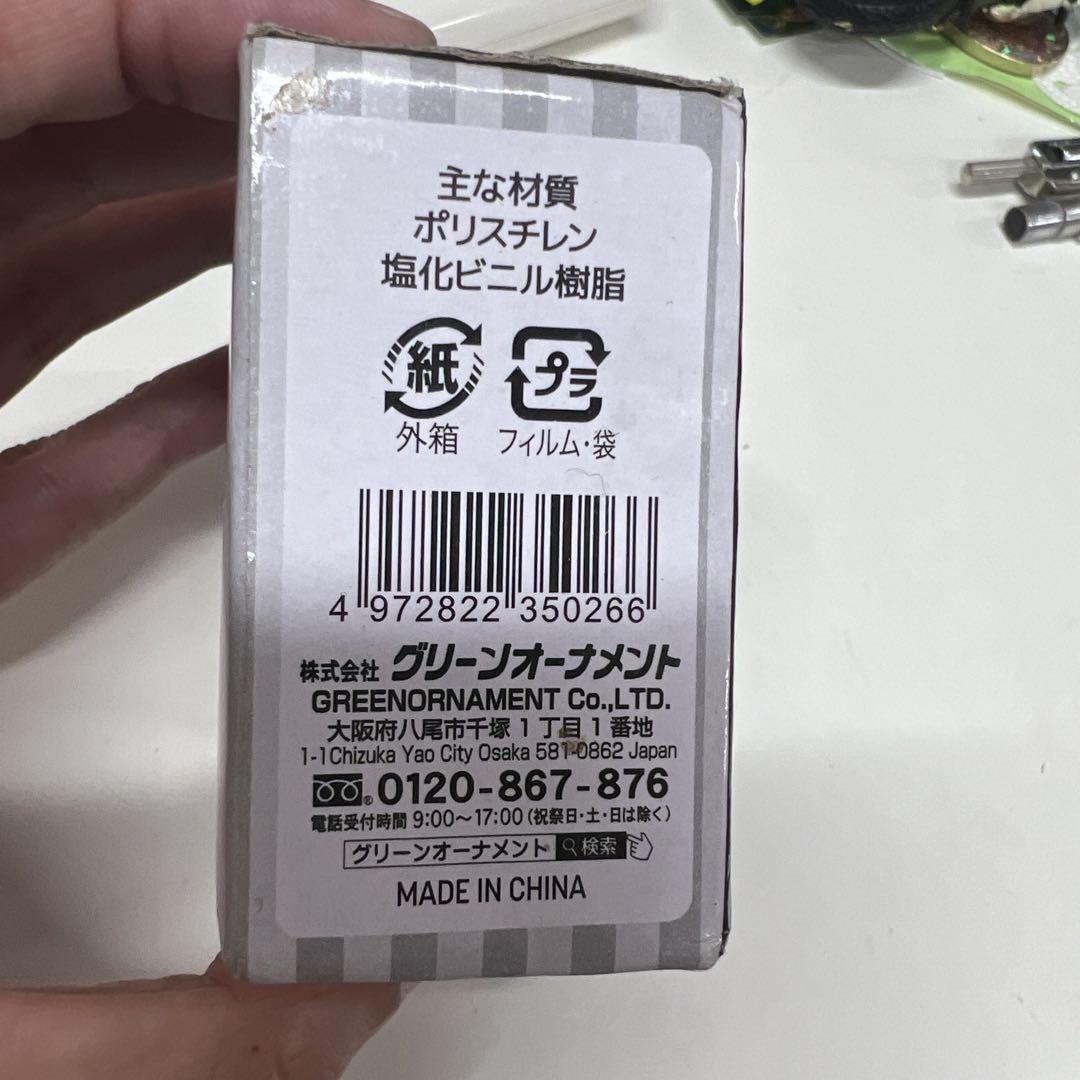 主な材質
ポリスチレン
塩化ビニル樹脂
紙 プラ
外箱 フィルム・袋
4 972822 350266
株式会社 グリーンオーナメント
GREENORNAMENT Co.,LTD.
大阪府八尾市千塚1丁目1番地
1-1 Chizuka Yao City Osaka 581-0862 Japan
® 0120-867-876
電話受付時間 9:00〜17:00(祝祭日・土・日は除く)
グリーンオーナメント 検索
MADE IN CHINA